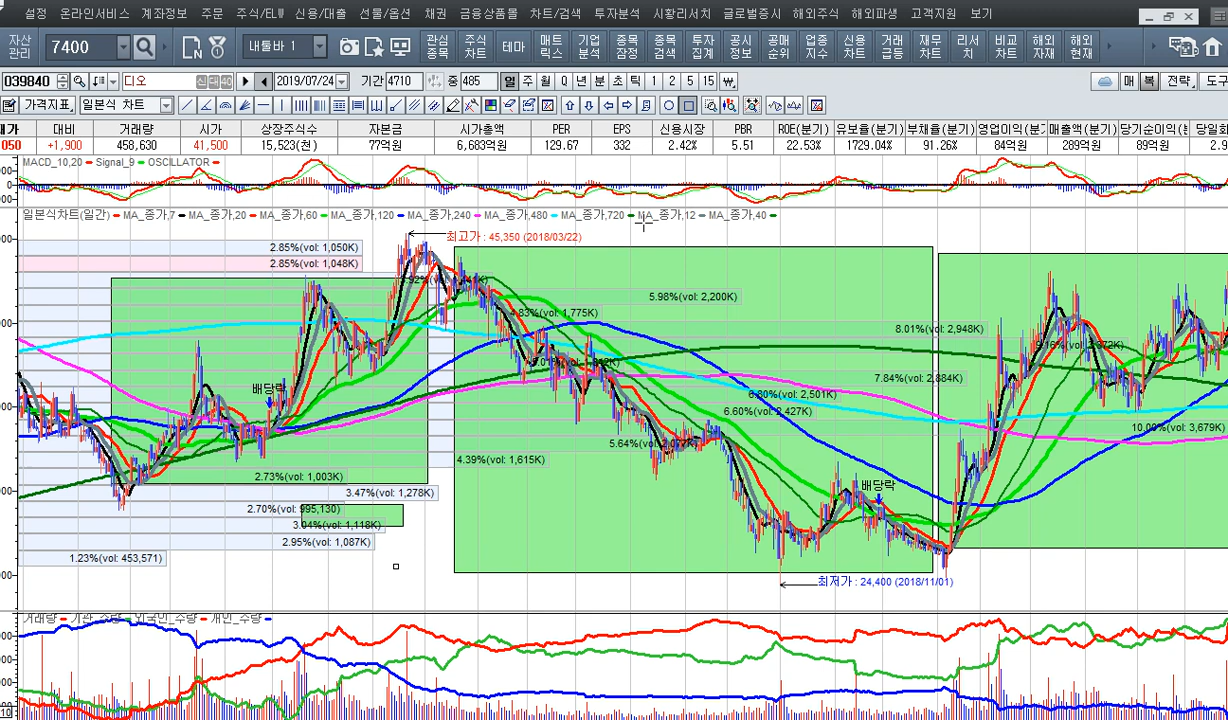 설정 온라인서비스 계좌정보 주문 주식/ELW 신용/대출 선물/옵션 채권 금융상품몰 차트/검색 투자분석 시황리서치 글로벌증시 해외주식 해외파생 고객지원 보기
자산관리 7400 내툴바 1 관심종목 주식차트 테마 매트릭스 기업분석 종목잠정 종목검색 투자집계 공시정보 공매순위 업종지수 신용차트 거래급등 재무차트 리서치 비교차트 해외자재 해외현재
039840 디오 신 대 40 2019/07/24 기간 4710 중 485 일 주 월 Q 년 분 초 틱 1 2 3 5 15 매 복 전략 도구
가격지표 일본식 차트
대비 거래량 시가 상장주식수 자본금 시가총액 PER EPS 신용시장 PBR ROE(분기) 유보율(분기) 부채율(분기) 영업이익(분기 매출액(분기) 당기순이익(
050 +1,900 458,630 41,500 15,523(천) 77억원 6,683억원 129.67 332 2.42% 5.51 22.53% 1729.04% 91.26% 84억원 289억원 89억원 2.9
MACD_10,20 Signal_9 OSCILLATOR
일본식차트(일간) MA_종가,7 MA_종가,20 MA_종가,60 MA_종가,120 MA_종가,240 MA_종가,480 MA_종가,720 MA_종가,12 MA_종가,40
최고가 : 45,350 (2018/03/22)
2.85%(vol: 1,050K)
2.85%(vol: 1,048K)
5.98%(vol: 2,200K)
4.83%(vol: 1,775K)
8.01%(vol: 2,948K)
7.84%(vol: 2,884K)
배당락
6.80%(vol: 2,501K)
6.60%(vol: 2,427K)
10.00%(vol: 3,679K)
5.64%(vol: 2,077K)
4.39%(vol: 1,615K)
2.73%(vol: 1,003K)
배당락
3.47%(vol: 1,278K)
2.70%(vol: 995,130)
3.04%(vol: 1,118K)
2.95%(vol: 1,087K)
1.23%(vol: 453,571)
최저가 : 24,400 (2018/11/01)
거래량 기관_수량 외국인_수량 개인_수량